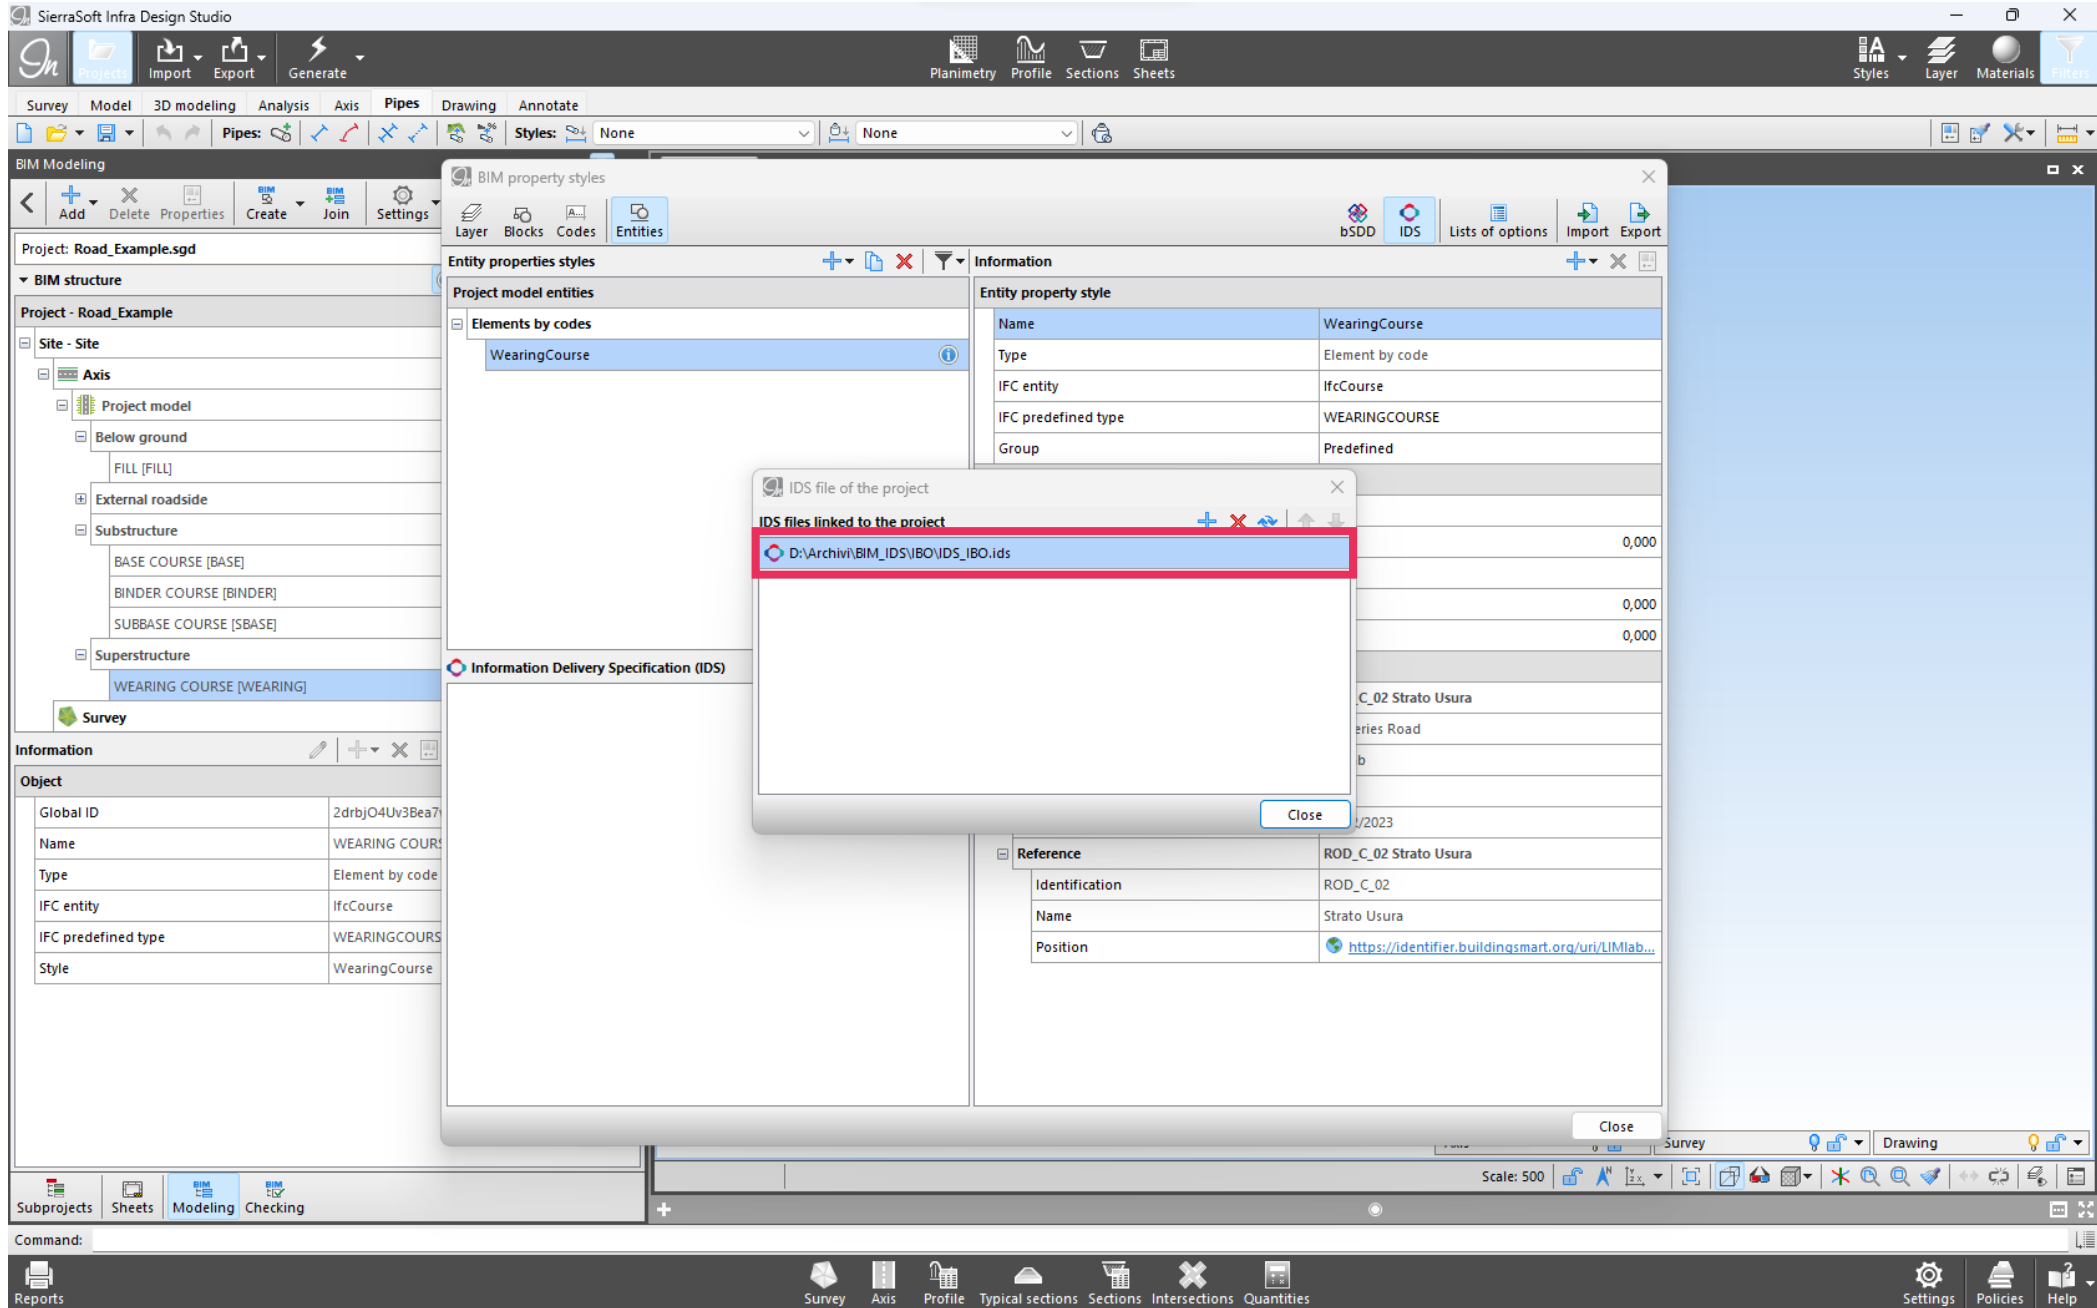 SierraSoft Infra Design Studio
Projects Import Export Generate Planimetry Profile Sections Sheets Styles Layer Materials Filters
Survey Model 3D modeling Analysis Axis Pipes Drawing Annotate
Pipes: Styles: None None
BIM Modeling
Add Delete Properties Create Join Settings
Project: Road_Example.sgd
BIM structure
Project - Road_Example
Site - Site
Axis
Project model
Below ground
FILL [FILL]
External roadside
Substructure
BASE COURSE [BASE]
BINDER COURSE [BINDER]
SUBBASE COURSE [SBASE]
Superstructure
WEARING COURSE [WEARING]
Survey
Information
Object
Global ID 2drbjO4Uv3Bea7
Name WEARING COURS
Type Element by code
IFC entity IfcCourse
IFC predefined type WEARINGCOURS
Style WearingCourse
Subprojects Sheets Modeling Checking
BIM property styles
Layer Blocks Codes Entities bSDD IDS Lists of options Import Export
Entity properties styles
Project model entities
Elements by codes
WearingCourse
Information Delivery Specification (IDS)
Information
Entity property style
Name WearingCourse
Type Element by code
IFC entity IfcCourse
IFC predefined type WEARINGCOURSE
Group Predefined
0,000
0,000
0,000
_C_02 Strato Usura
eries Road
b
/2023
Reference ROD_C_02 Strato Usura
Identification ROD_C_02
Name Strato Usura
Position https://identifier.buildingsmart.org/uri/LIMlab...
Close
IDS file of the project
IDS files linked to the project
D:\Archivi\BIM_IDS\IBO\IDS_IBO.ids
Close
Survey Drawing
Scale: 500
Command:
Reports Survey Axis Profile Typical sections Sections Intersections Quantities Settings Policies Help